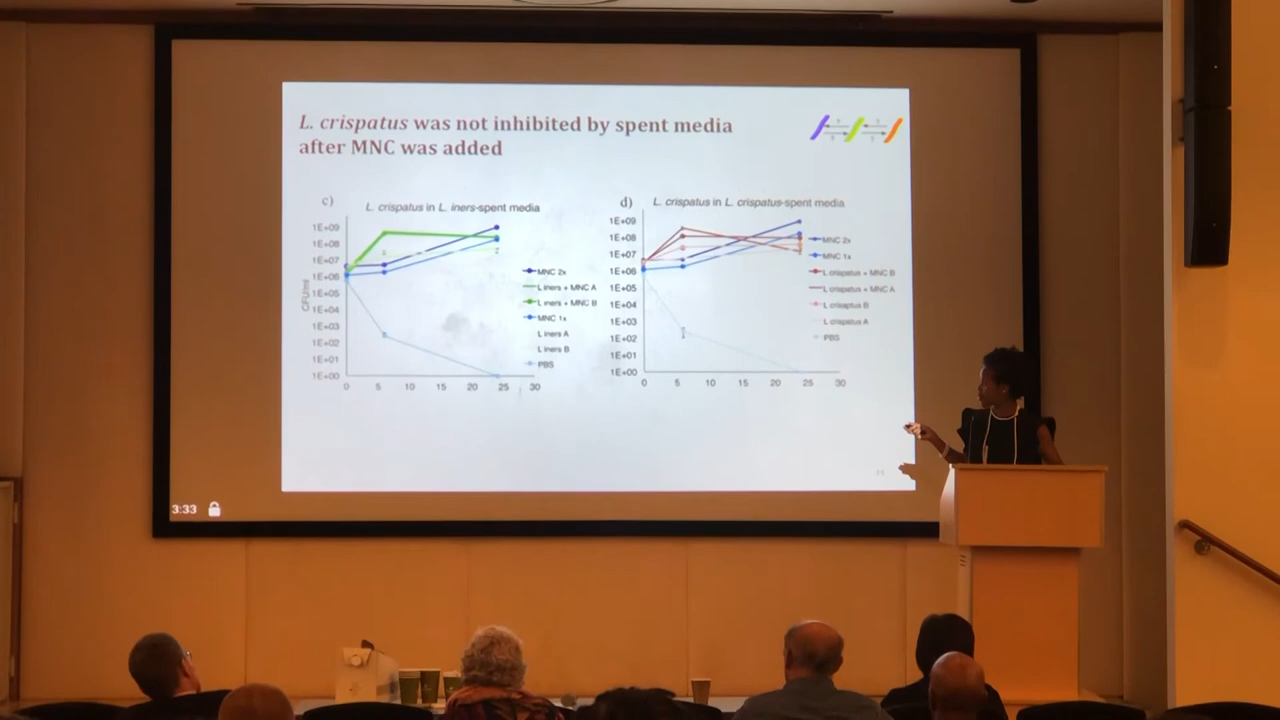 L. crispatus was not inhibited by spent media
after MNC was added
c)
L. crispatus in L. iners-spent media
1E+09
1E+08
1E+07
1E+06
1E+05
1E+04
1E+03
1E+02
1E+01
1E+00
CFU/ml
0 5 10 15 20 25 30
MNC 2x
L iners + MNC A
L iners + MNC B
MNC 1x
L iners A
L iners B
PBS
d)
L. crispatus in L. crispatus-spent media
1E+09
1E+08
1E+07
1E+06
1E+05
1E+04
1E+03
1E+02
1E+01
1E+00
0 5 10 15 20 25 30
MNC 2x
MNC 1x
L crispatus + MNC B
L crispatus + MNC A
L crispatus B
L crispatus A
PBS
3:33